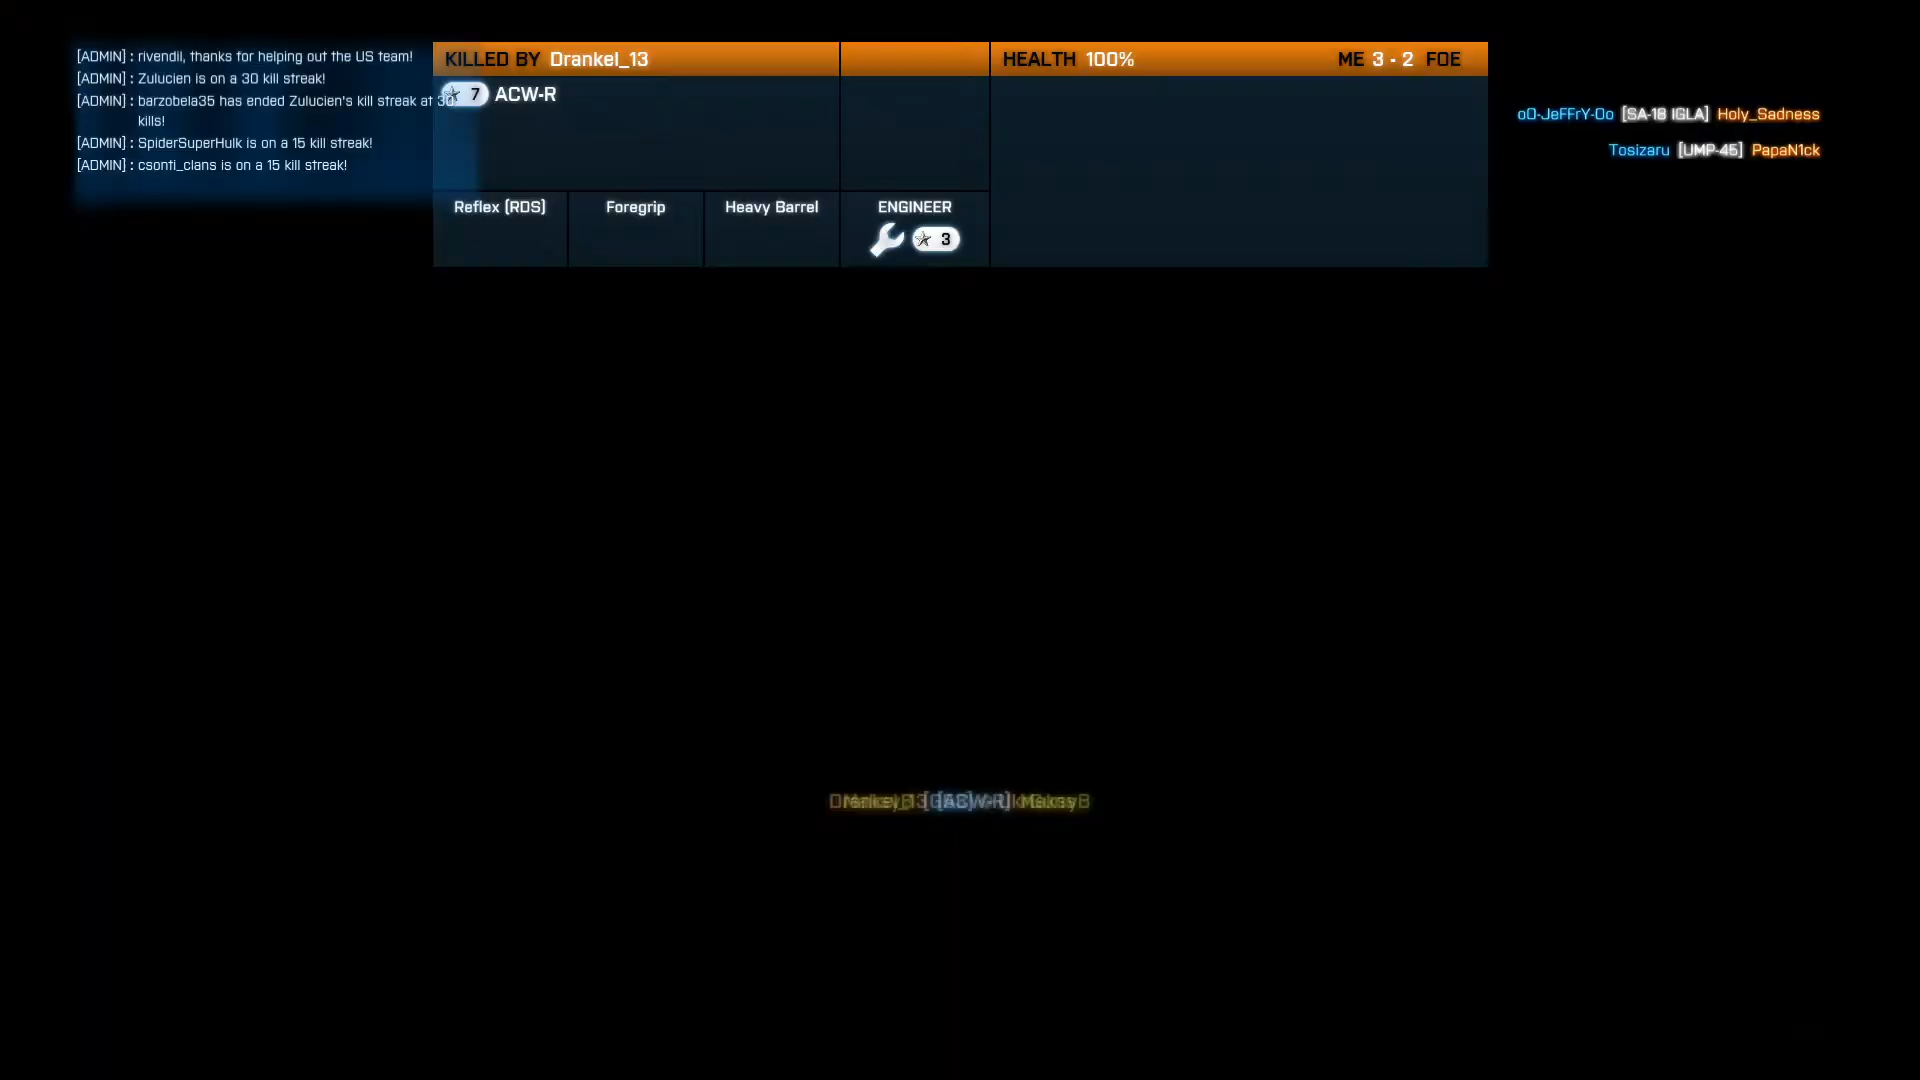 [ADMIN] : rivendil, thanks for helping out the US team!
[ADMIN] : Zulucien is on a 30 kill streak!
[ADMIN] : barzobela35 has ended Zulucien's kill streak at 30
kills!
[ADMIN] : SpiderSuperHulk is on a 15 kill streak!
[ADMIN] : csonti_clans is on a 15 kill streak!
KILLED BY Drankel_13
HEALTH 100%
ME 3 - 2 FOE
7 ACW-R
Reflex (RDS)
Foregrip
Heavy Barrel
ENGINEER
3
oO-JeFFrY-Oo [SA-18 IGLA] Holy_Sadness
Tosizaru [UMP-45] PapaN1ck